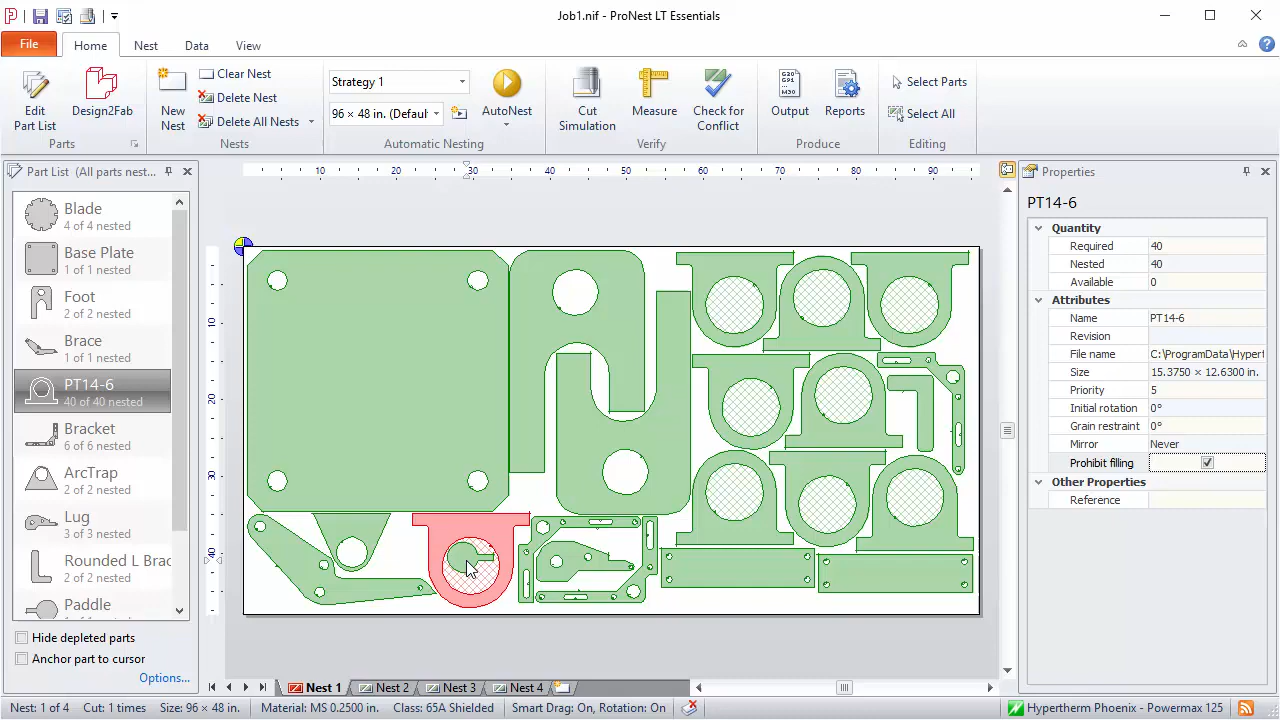 Job1.nif - ProNest LT Essentials
File
Home
Nest
Data
View
Edit
Part List
Design2Fab
Parts
New
Nest
Clear Nest
Delete Nest
Delete All Nests
Nests
Strategy 1
96 × 48 in. (Defaul
AutoNest
Automatic Nesting
Cut
Simulation
Measure
Check for
Conflict
Verify
G20
G91
M30
Output
Reports
Produce
Select Parts
Select All
Editing
Part List (All parts nest...
Blade
4 of 4 nested
Base Plate
1 of 1 nested
Foot
2 of 2 nested
Brace
1 of 1 nested
PT14-6
40 of 40 nested
Bracket
6 of 6 nested
ArcTrap
2 of 2 nested
Lug
3 of 3 nested
Rounded L Brac
2 of 2 nested
Paddle
Hide depleted parts
Anchor part to cursor
Options...
10 20 30 40 50 60 70 80 90
10
20
30
40
Nest 1
Nest 2
Nest 3
Nest 4
Properties
PT14-6
Quantity
Required 40
Nested 40
Available 0
Attributes
Name PT14-6
Revision
File name C:\ProgramData\Hypert
Size 15.3750 × 12.6300 in.
Priority 5
Initial rotation 0°
Grain restraint 0°
Mirror Never
Prohibit filling
Other Properties
Reference
Nest: 1 of 4 Cut: 1 times Size: 96 × 48 in. Material: MS 0.2500 in. Class: 65A Shielded Smart Drag: On, Rotation: On Hypertherm Phoenix - Powermax 125